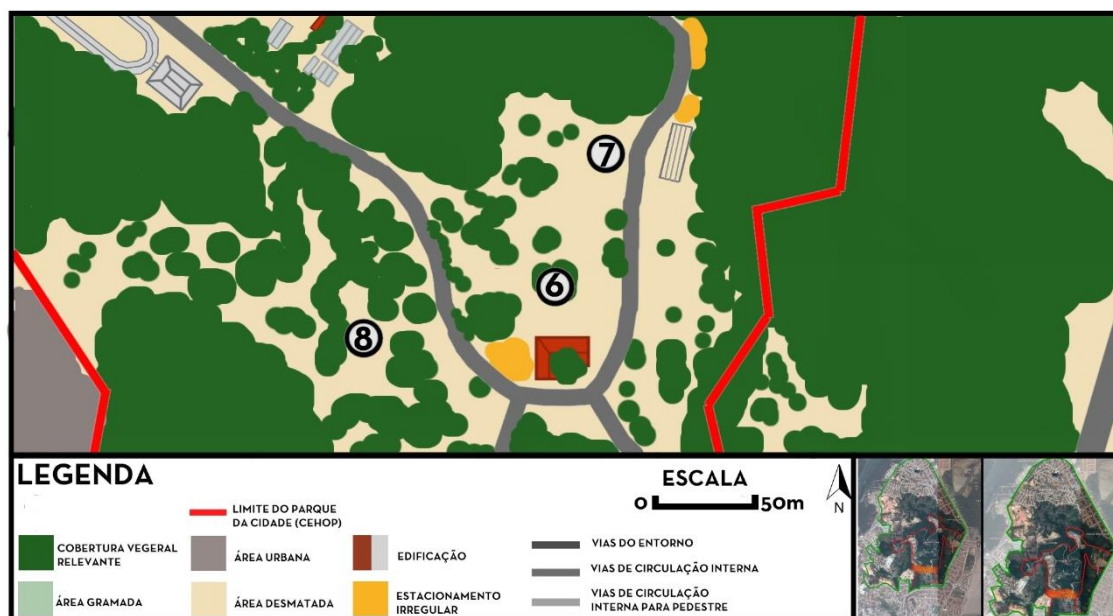 7
6
8
LEGENDA
ESCALA
0 50m
N
LIMITE DO PARQUE
DA CIDADE (CEHOP)
COBERTURA VEGERAL
RELEVANTE
ÁREA URBANA
EDIFICAÇÃO
VIAS DO ENTORNO
VIAS DE CIRCULAÇÃO INTERNA
ÁREA GRAMADA
ÁREA DESMATADA
ESTACIONAMENTO
IRREGULAR
VIAS DE CIRCULAÇÃO
INTERNA PARA PEDESTRE